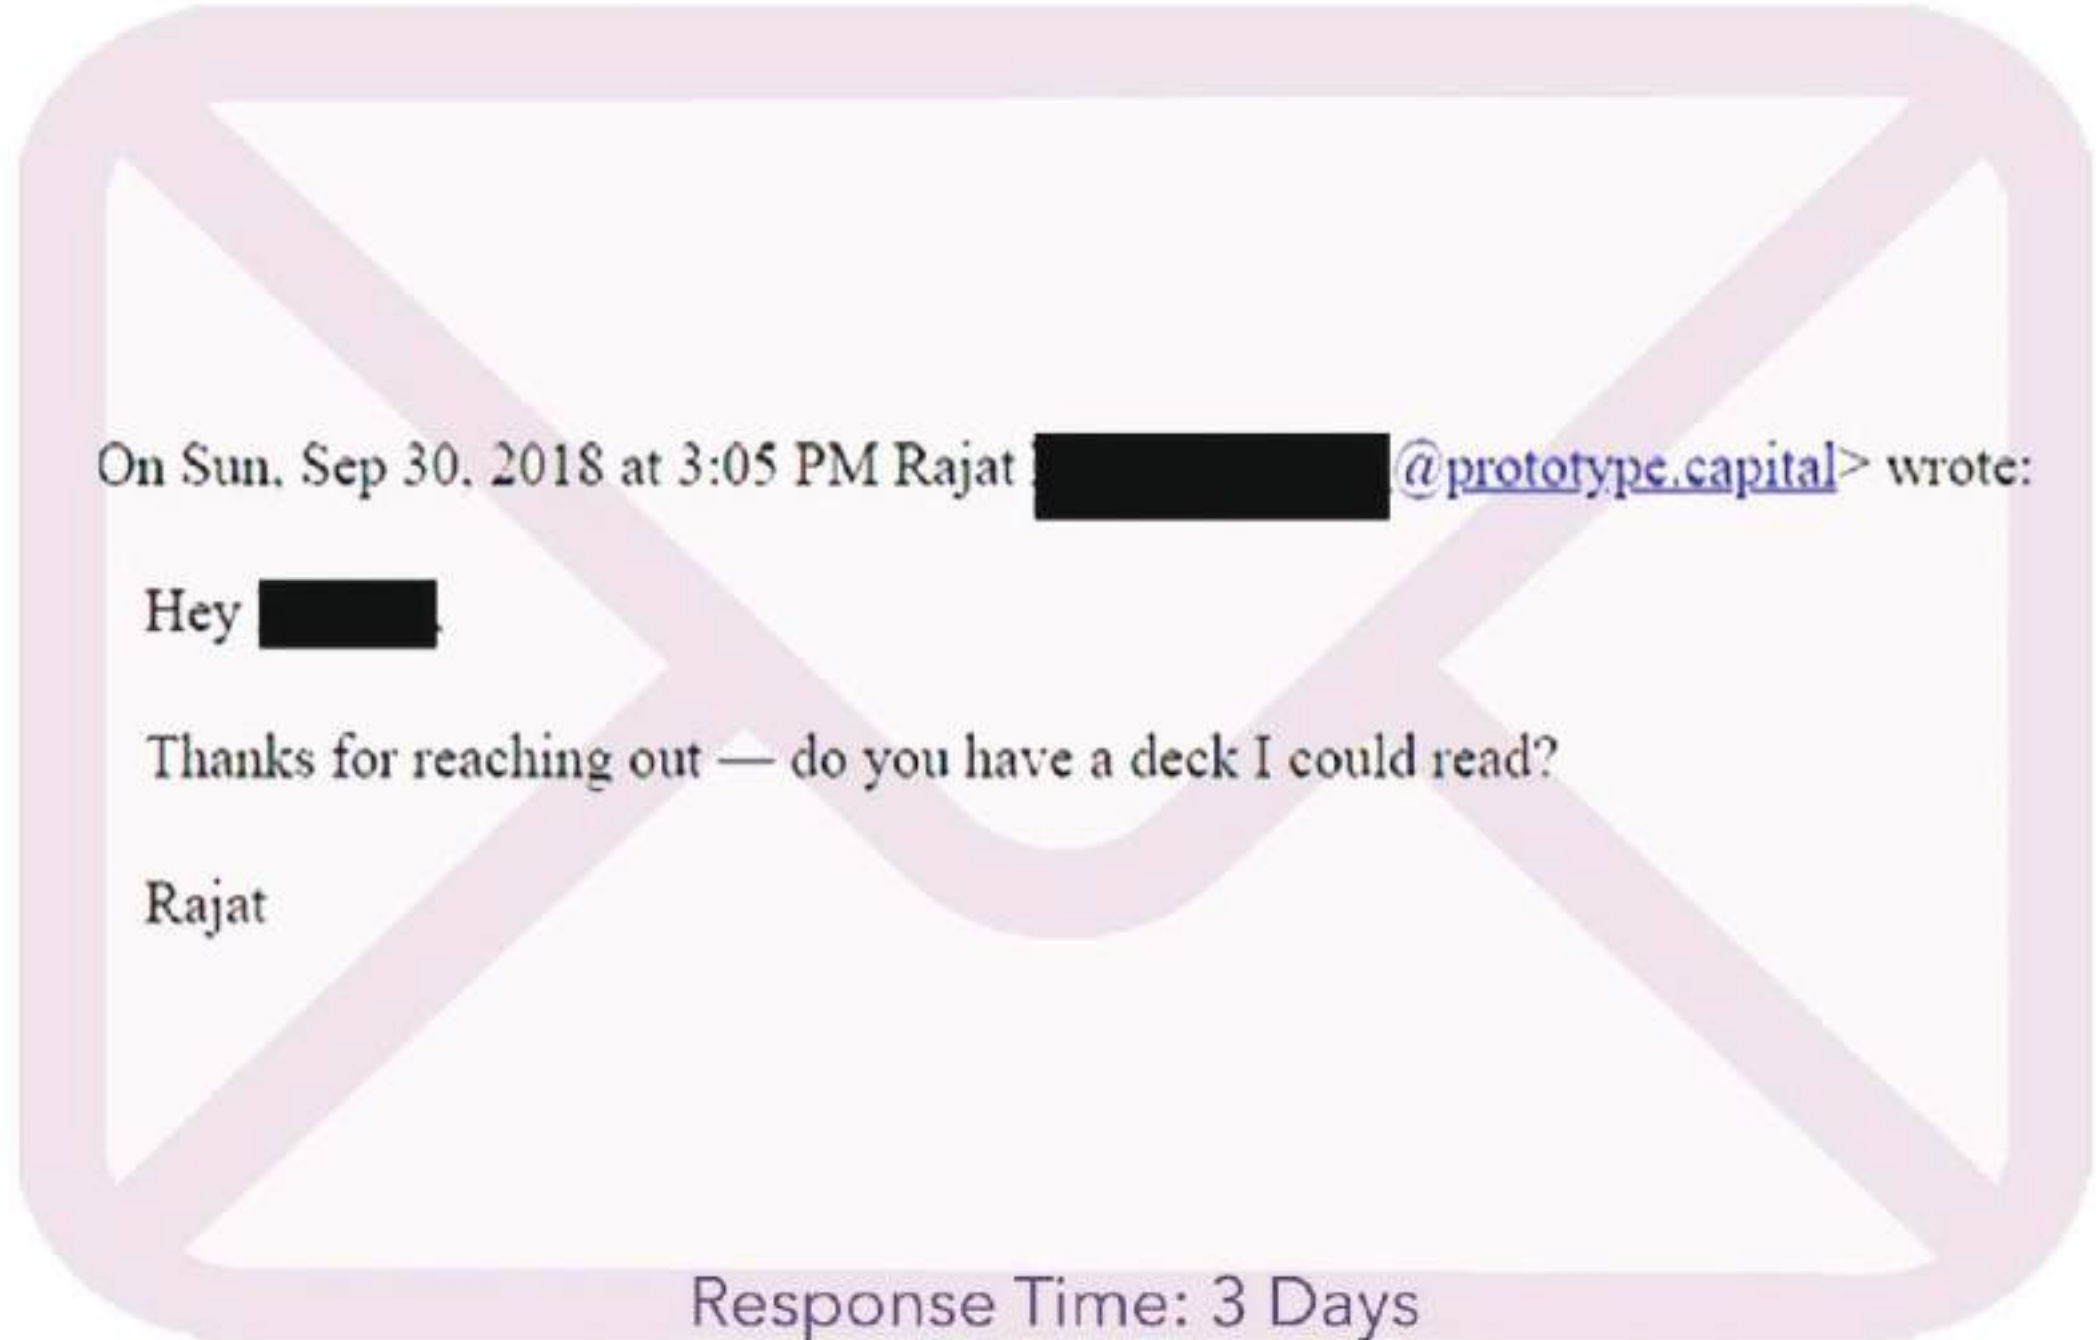 On Sun, Sep 30, 2018 at 3:05 PM Rajat @prototype.capital> wrote:
Hey
Thanks for reaching out — do you have a deck I could read?
Rajat
Response Time: 3 Days